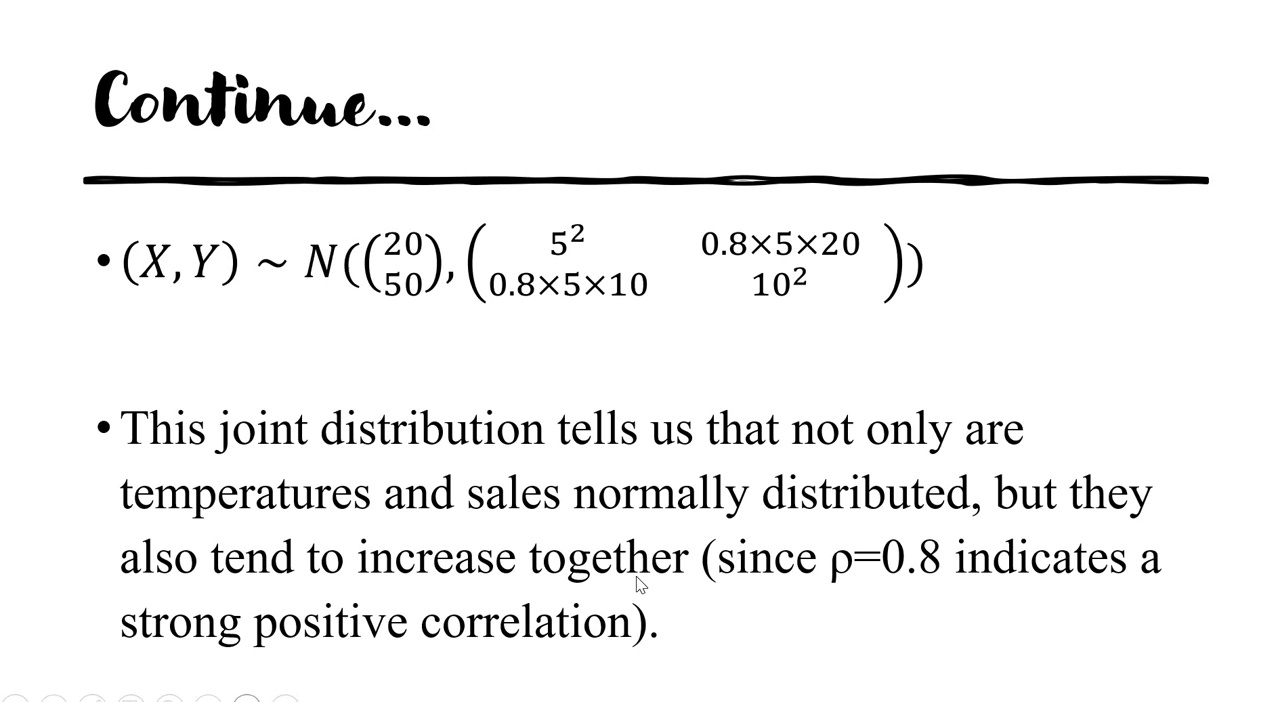 Continue...
• (X, Y) ~ N((20 50), (5² 0.8×5×20
0.8×5×10 10²))
• This joint distribution tells us that not only are
temperatures and sales normally distributed, but they
also tend to increase together (since ρ=0.8 indicates a
strong positive correlation).